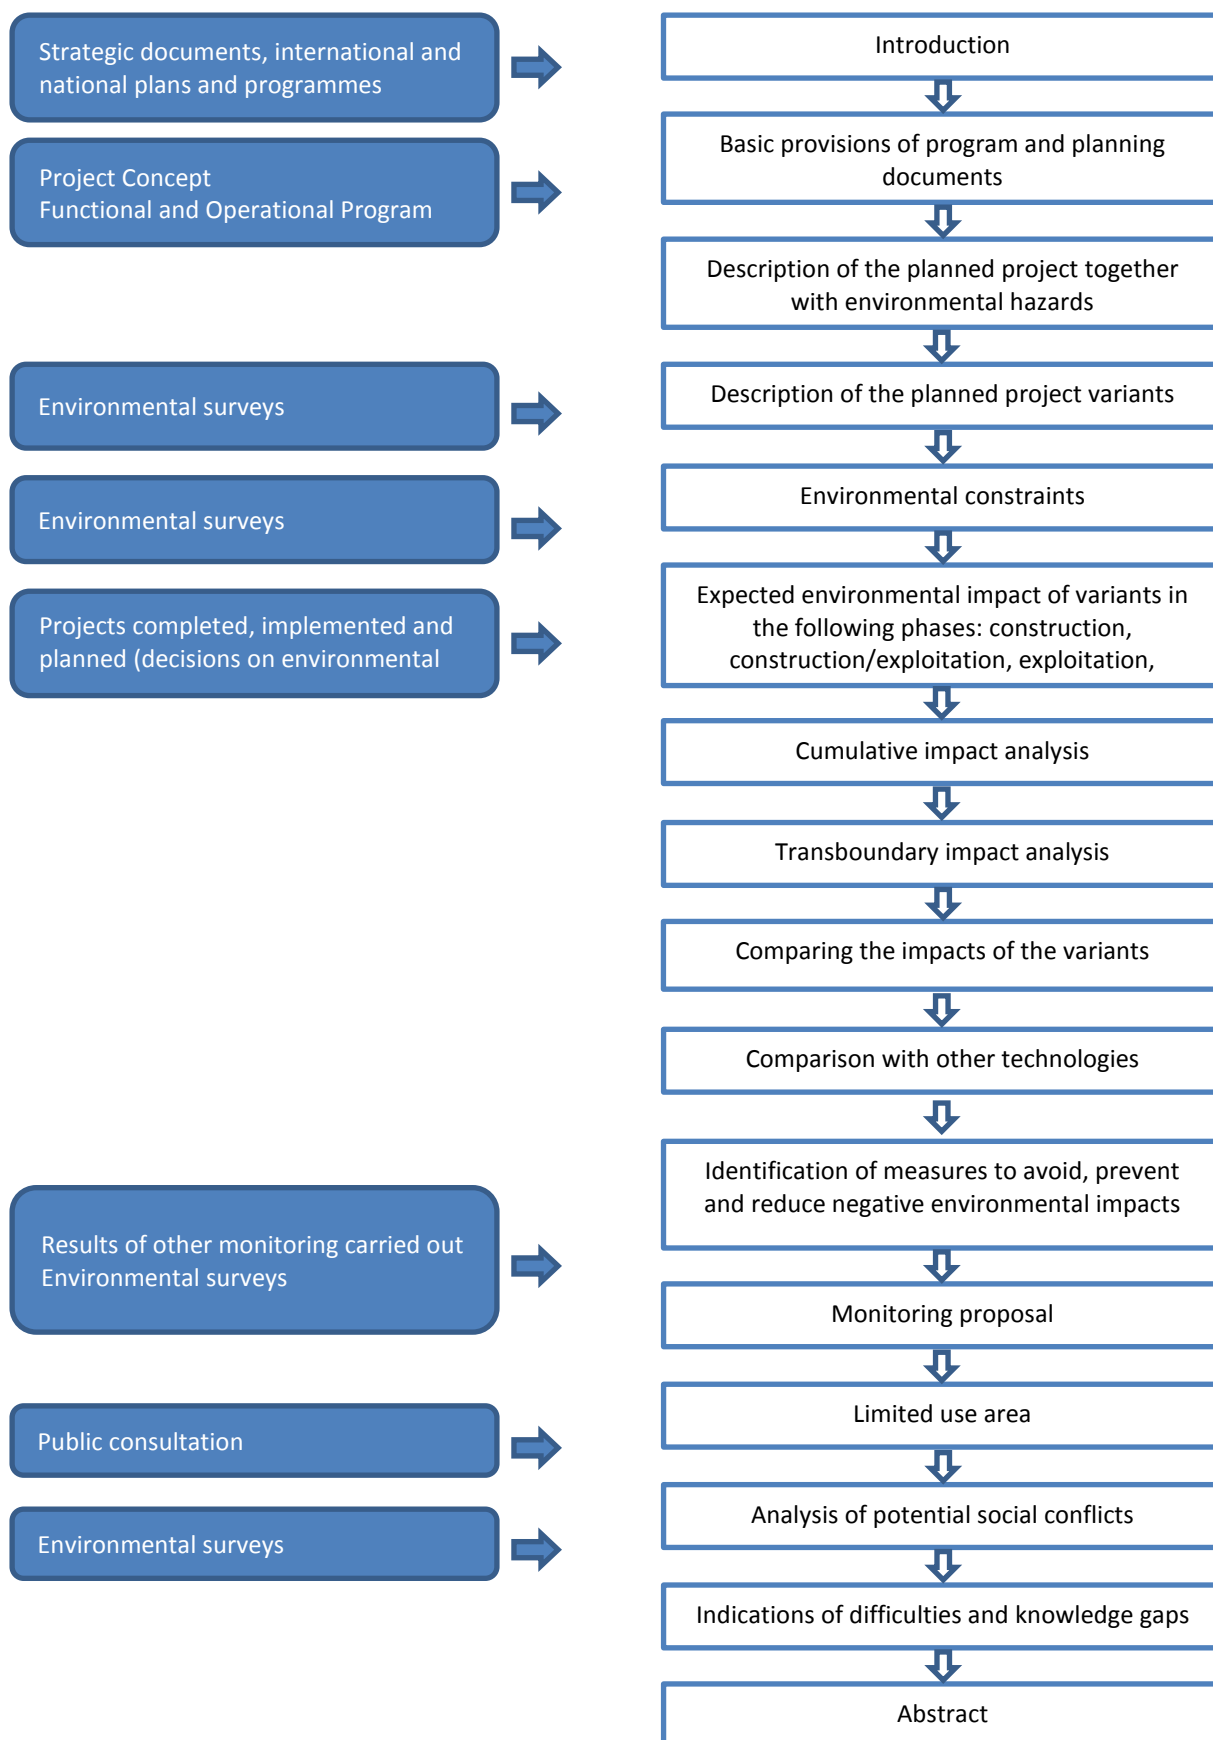 Strategic documents, international and
national plans and programmes
Introduction
Basic provisions of program and planning
documents
Project Concept
Functional and Operational Program
Description of the planned project together
with environmental hazards
Environmental surveys
Description of the planned project variants
Environmental surveys
Environmental constraints
Projects completed, implemented and
planned (decisions on environmental
Expected environmental impact of variants in
the following phases: construction,
construction/exploitation, exploitation,
Cumulative impact analysis
Transboundary impact analysis
Comparing the impacts of the variants
Comparison with other technologies
Identification of measures to avoid, prevent
and reduce negative environmental impacts
Results of other monitoring carried out
Environmental surveys
Monitoring proposal
Limited use area
Public consultation
Analysis of potential social conflicts
Environmental surveys
Indications of difficulties and knowledge gaps
Abstract